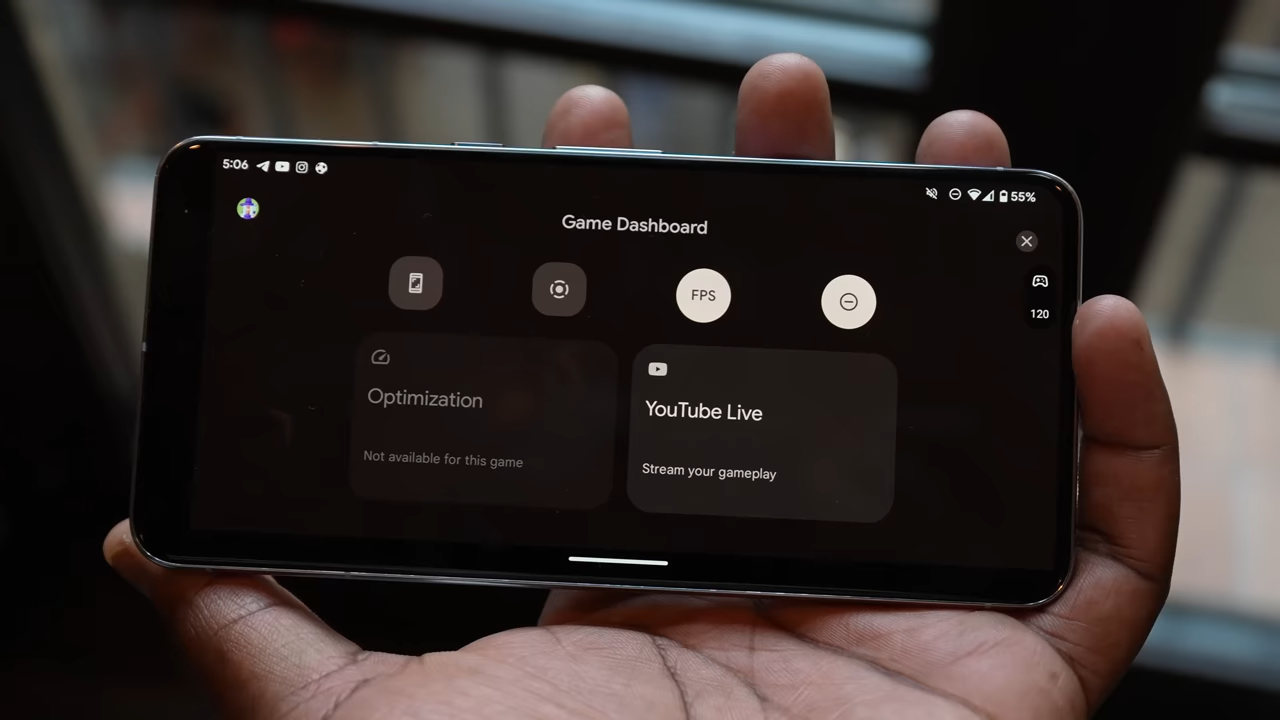 5:06
55%
Game Dashboard
FPS
120
Optimization
Not available for this game
YouTube Live
Stream your gameplay